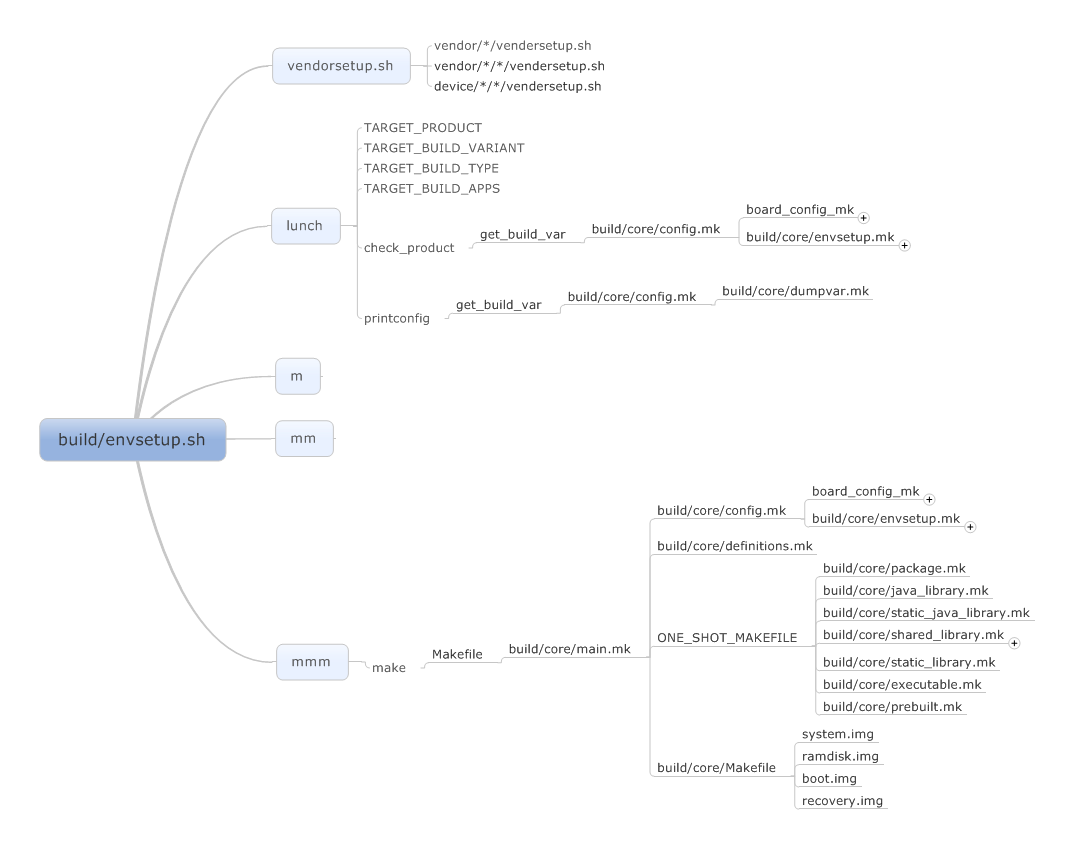 build/envsetup.sh
vendorsetup.sh
vendor/*/vendersetup.sh
vendor/*/*/vendersetup.sh
device/*/*/vendersetup.sh
lunch
TARGET_PRODUCT
TARGET_BUILD_VARIANT
TARGET_BUILD_TYPE
TARGET_BUILD_APPS
check_product
get_build_var
build/core/config.mk
board_config_mk
build/core/envsetup.mk
printconfig
get_build_var
build/core/config.mk
build/core/dumpvar.mk
m
mm
mmm
make
Makefile
build/core/main.mk
build/core/config.mk
board_config_mk
build/core/envsetup.mk
build/core/definitions.mk
ONE_SHOT_MAKEFILE
build/core/package.mk
build/core/java_library.mk
build/core/static_java_library.mk
build/core/shared_library.mk
build/core/static_library.mk
build/core/executable.mk
build/core/prebuilt.mk
build/core/Makefile
system.img
ramdisk.img
boot.img
recovery.img